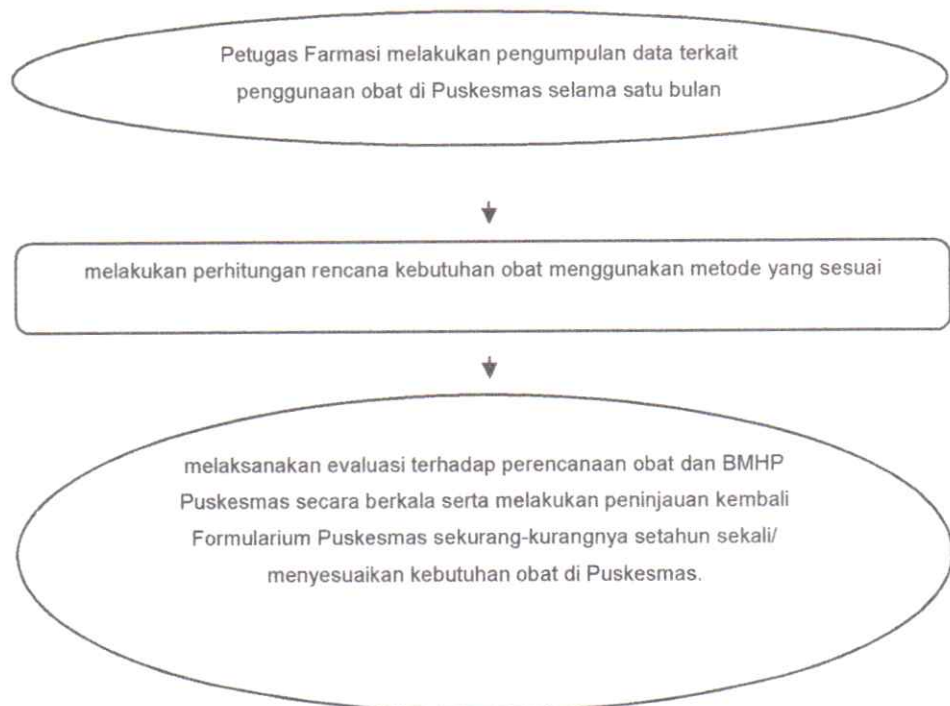 Petugas Farmasi melakukan pengumpulan data terkait
penggunaan obat di Puskesmas selama satu bulan
melakukan perhitungan rencana kebutuhan obat menggunakan metode yang sesuai
melaksanakan evaluasi terhadap perencanaan obat dan BMHP
Puskesmas secara berkala serta melakukan peninjauan kembali
Formularium Puskesmas sekurang-kurangnya setahun sekali/
menyesuaikan kebutuhan obat di Puskesmas.